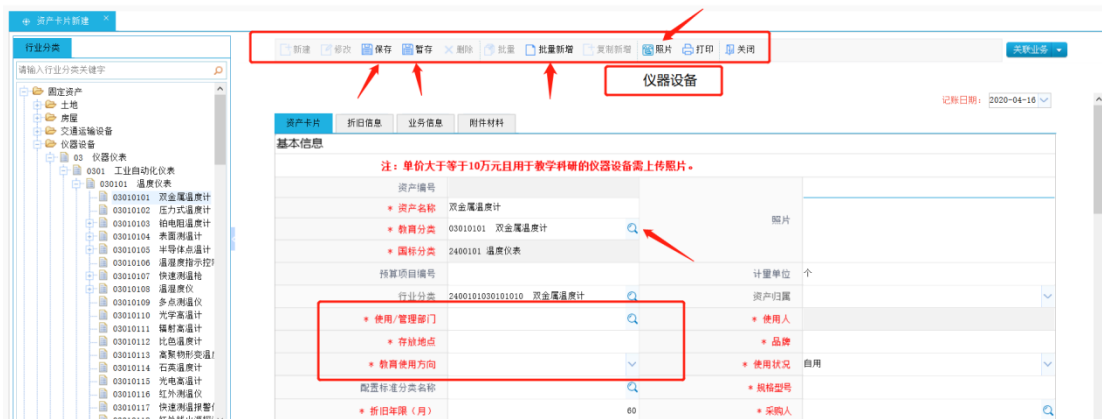 资产卡片新建 ×
行业分类
新建 修改 保存 暂存 删除 批量 批量新增 复制新增 照片 打印 关闭
关联业务
请输入行业分类关键字
仪器设备
记账日期: 2020-04-16
固定资产
土地
房屋
交通运输设备
仪器设备
03 仪器仪表
0301 工业自动化仪表
030101 温度仪表
03010101 双金属温度计
03010102 压力式温度计
03010103 铂电阻温度计
03010104 表面测温计
03010105 半导体点温计
03010106 温湿度指示控
03010107 快速测温枪
03010108 温湿度仪
03010109 多点测温仪
03010110 光学高温计
03010111 辐射高温计
03010112 比色温度计
03010113 高聚物形变温度
03010114 石英温度计
03010115 光电高温计
03010116 红外测温仪
03010117 快速测温报警
资产卡片 折旧信息 业务信息 附件材料
基本信息
注：单价大于等于10万元且用于教学科研的仪器设备需上传照片。
资产编号
* 资产名称 双金属温度计
照片
* 教育分类 03010101 双金属温度计
* 国标分类 2400101 温度仪表
预算项目编号 计量单位 个
行业分类 2400101030101010 双金属温度计 资产归属
* 使用/管理部门 * 使用人
* 存放地点 * 品牌
* 教育使用方向 * 使用状况 自用
配置标准分类名称 * 规格型号
* 折旧年限（月） 60 * 采购人